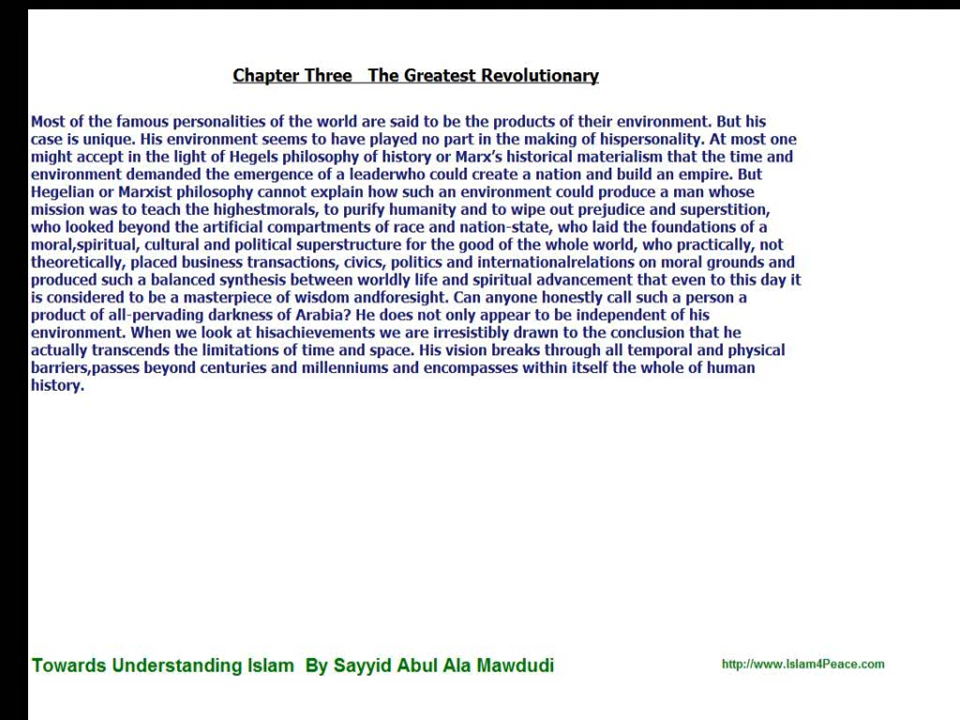 Chapter Three   The Greatest Revolutionary
Most of the famous personalities of the world are said to be the products of their environment. But his
case is unique. His environment seems to have played no part in the making of hispersonality. At most one
might accept in the light of Hegels philosophy of history or Marx's historical materialism that the time and
environment demanded the emergence of a leaderwho could create a nation and build an empire. But
Hegelian or Marxist philosophy cannot explain how such an environment could produce a man whose
mission was to teach the highestmorals, to purify humanity and to wipe out prejudice and superstition,
who looked beyond the artificial compartments of race and nation-state, who laid the foundations of a
moral,spiritual, cultural and political superstructure for the good of the whole world, who practically, not
theoretically, placed business transactions, civics, politics and internationalrelations on moral grounds and
produced such a balanced synthesis between worldly life and spiritual advancement that even to this day it
is considered to be a masterpiece of wisdom andforesight. Can anyone honestly call such a person a
product of all-pervading darkness of Arabia? He does not only appear to be independent of his
environment. When we look at hisachievements we are irresistibly drawn to the conclusion that he
actually transcends the limitations of time and space. His vision breaks through all temporal and physical
barriers,passes beyond centuries and millenniums and encompasses within itself the whole of human
history.
Towards Understanding Islam  By Sayyid Abul Ala Mawdudi
http://www.Islam4Peace.com